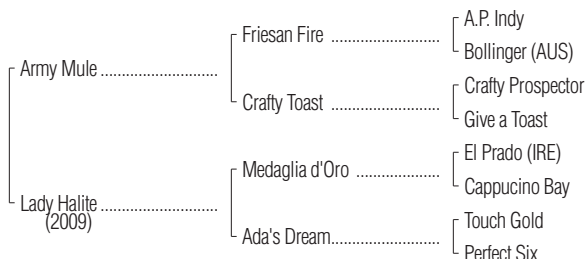 A.P. Indy
Friesan Fire ........................
Bollinger (AUS)
Army Mule ..........................
Crafty Prospector
Crafty Toast ........................
Give a Toast
El Prado (IRE)
Medaglia d'Oro ..................
Cappucino Bay
Lady Halite ..........................
(2009)
Touch Gold
Ada's Dream........................
Perfect Six